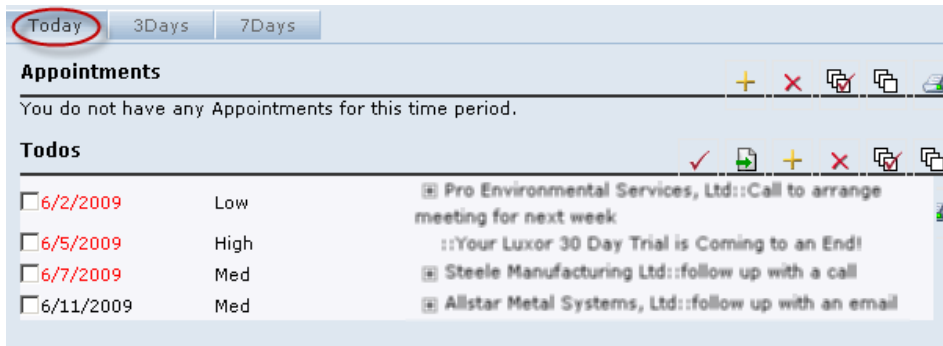 Today 3Days 7Days
Appointments
You do not have any Appointments for this time period.
Todos
6/2/2009 Low Pro Environmental Services, Ltd::Call to arrange
meeting for next week
6/5/2009 High ::Your Luxor 30 Day Trial is Coming to an End!
6/7/2009 Med Steele Manufacturing Ltd::follow up with a call
6/11/2009 Med Allstar Metal Systems, Ltd::follow up with an email